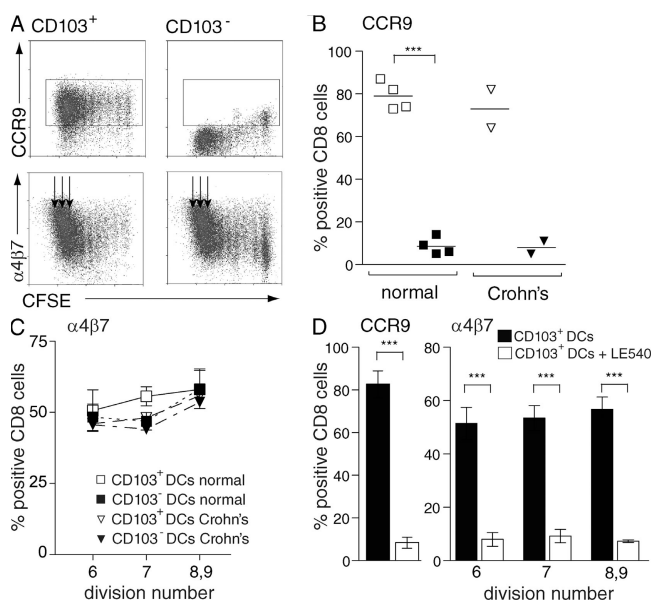 A
CD103+
CD103-
CCR9
α4β7
CFSE
B
CCR9
% positive CD8 cells
100
80
60
40
20
0
***
normal
Crohn's
C
α4β7
% positive CD8 cells
75
50
25
0
CD103+ DCs normal
CD103- DCs normal
CD103+ DCs Crohn's
CD103- DCs Crohn's
6
7
8,9
division number
D
CCR9
α4β7
CD103+ DCs
CD103+ DCs + LE540
% positive CD8 cells
100
80
60
40
20
0
***
80
60
40
20
0
***
***
***
6
7
8,9
division number